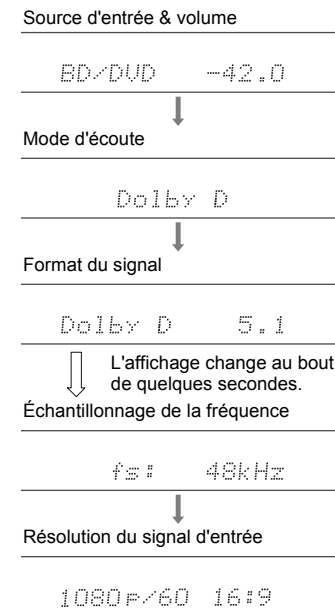 Source d'entrée & volume
BD/DVD -42.0
Mode d'écoute
Dolby D
Format du signal
Dolby D 5.1
L'affichage change au bout
de quelques secondes.
Échantillonnage de la fréquence
fs: 48kHz
Résolution du signal d'entrée
1080p/60 16:9